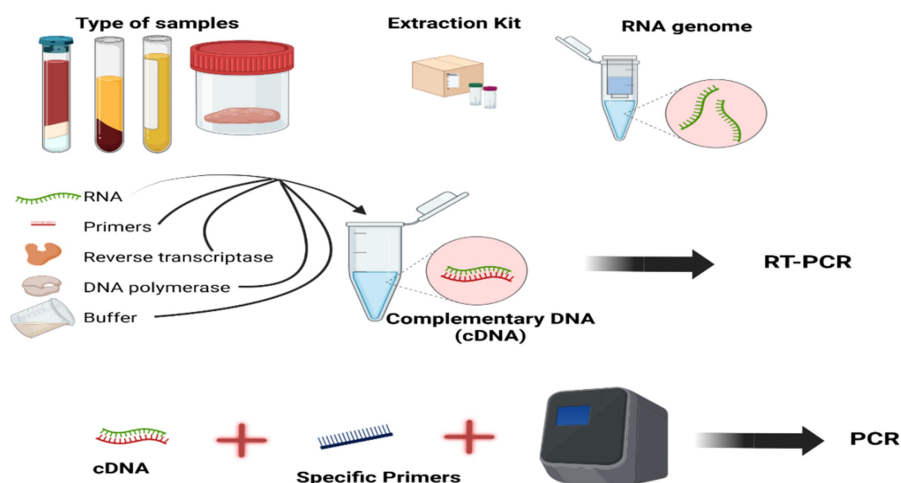 Type of samples
Extraction Kit
RNA genome
RNA
Primers
Reverse transcriptase
DNA polymerase
Buffer
Complementary DNA
(cDNA)
RT-PCR
cDNA
Specific Primers
PCR